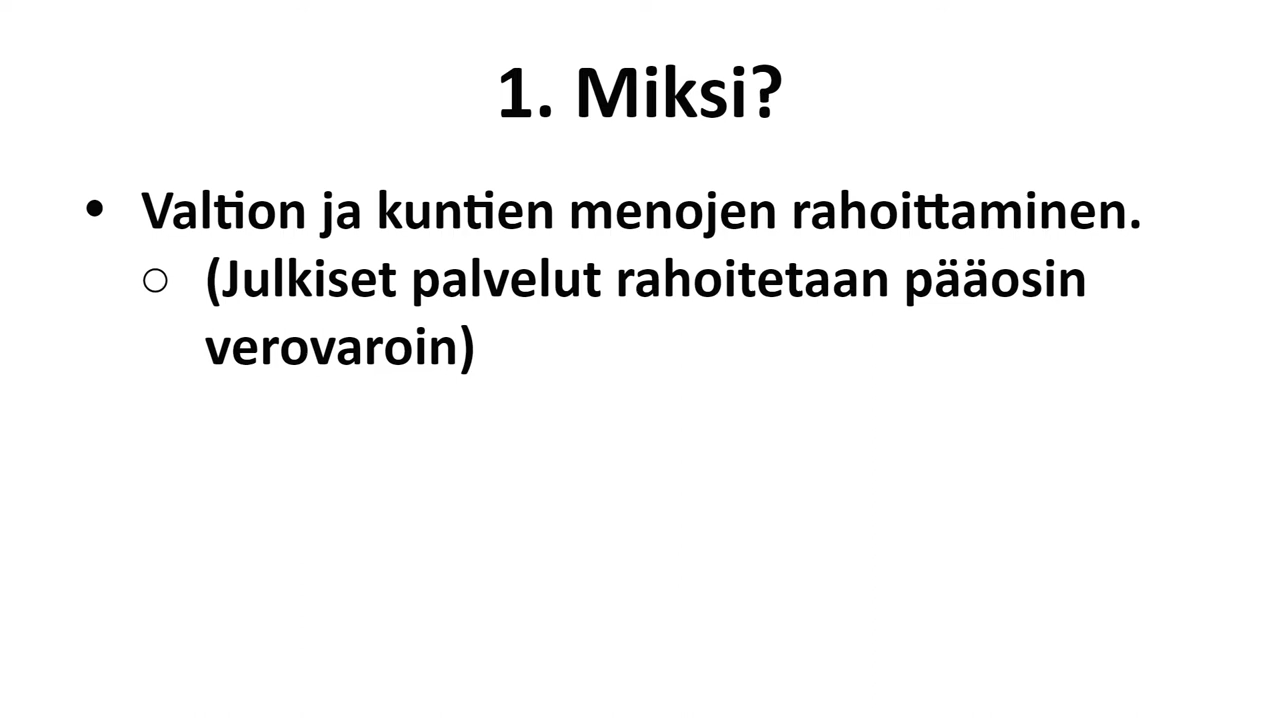 1. Miksi?
• Valtion ja kuntien menojen rahoittaminen.
○ (Julkiset palvelut rahoitetaan pääosin
verovaroin)